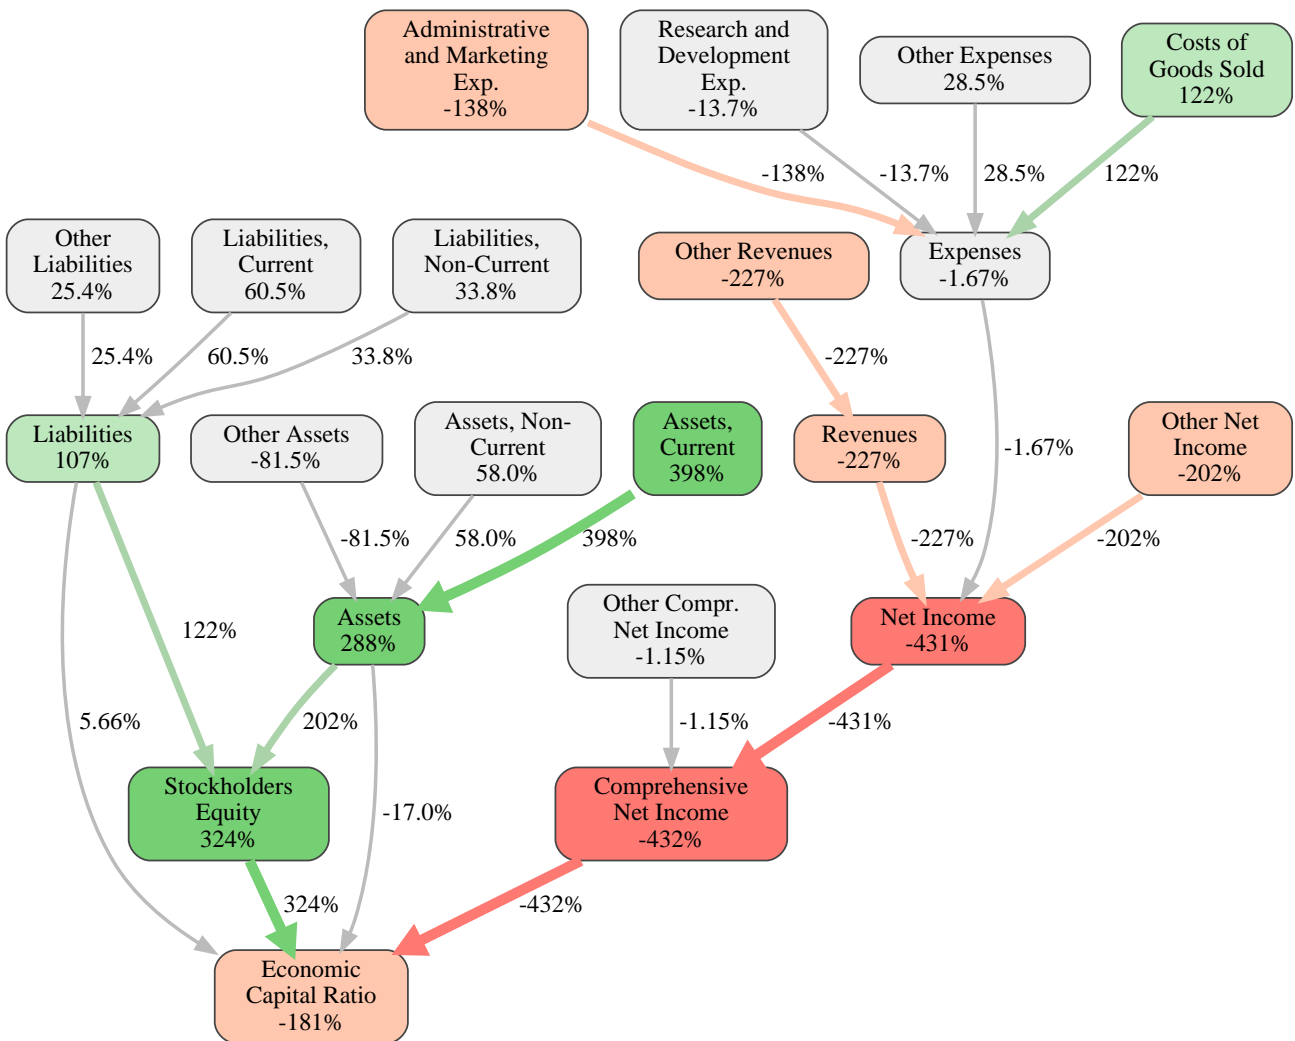 Administrative
and Marketing
Exp.
-138%
Research and
Development
Exp.
-13.7%
Other Expenses
28.5%
Costs of
Goods Sold
122%
-138%
-13.7%
28.5%
122%
Other
Liabilities
25.4%
Liabilities,
Current
60.5%
Liabilities,
Non-Current
33.8%
Other Revenues
-227%
Expenses
-1.67%
25.4%
60.5%
33.8%
-227%
Liabilities
107%
Other Assets
-81.5%
Assets, Non-
Current
58.0%
Assets,
Current
398%
Revenues
-227%
-1.67%
Other Net
Income
-202%
-81.5%
58.0%
398%
-227%
-202%
Assets
288%
Other Compr.
Net Income
-1.15%
Net Income
-431%
122%
5.66%
202%
-1.15%
-431%
Stockholders
Equity
324%
-17.0%
Comprehensive
Net Income
-432%
324%
-432%
Economic
Capital Ratio
-181%